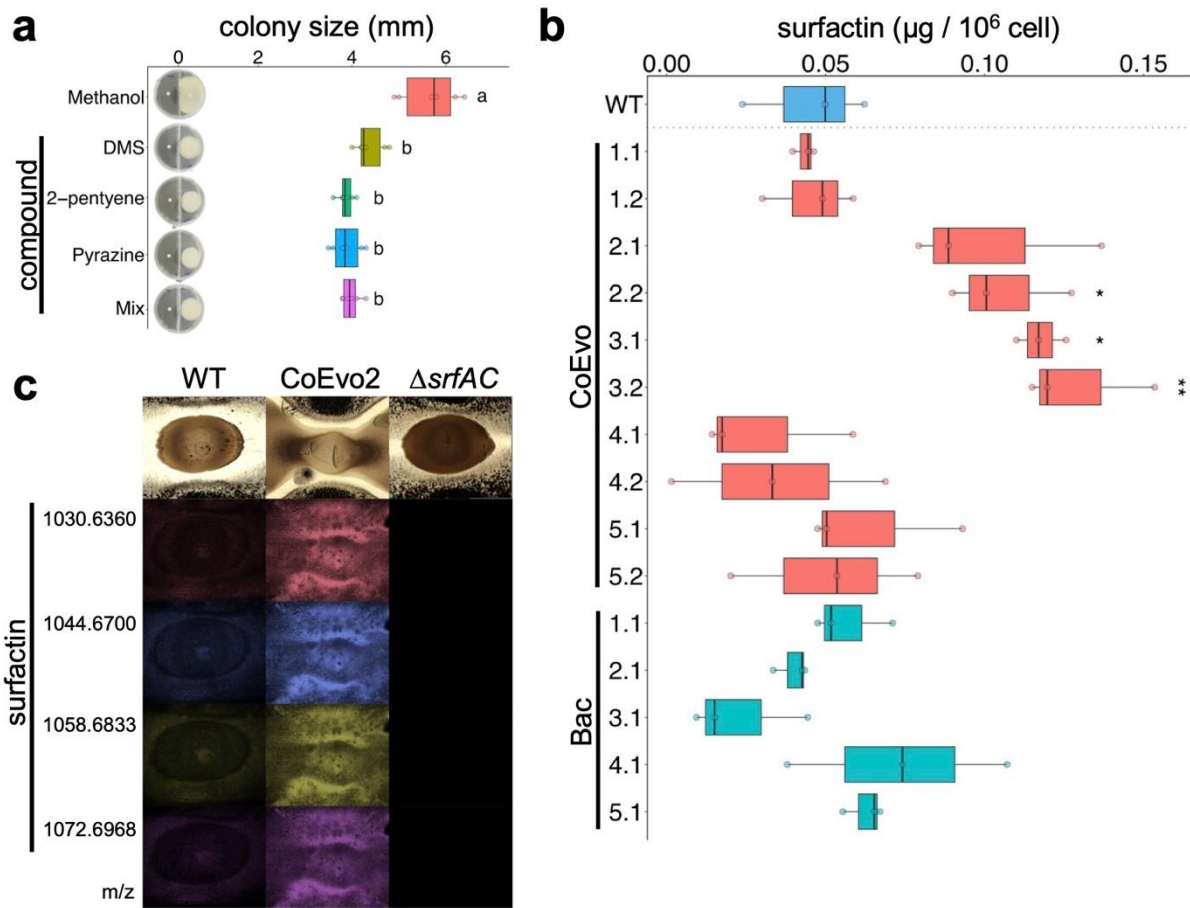 a
colony size (mm)
0 2 4 6
Methanol
a
DMS
b
2-pentyene
b
Pyrazine
b
Mix
b
compound
b
surfactin (µg / 10⁶ cell)
0.00 0.05 0.10 0.15
WT
1.1
1.2
2.1
2.2
*
3.1
*
3.2
**
4.1
4.2
5.1
5.2
CoEvo
1.1
2.1
3.1
4.1
5.1
Bac
c
WT CoEvo2 ΔsrfAC
1030.6360
1044.6700
1058.6833
1072.6968
m/z
surfactin